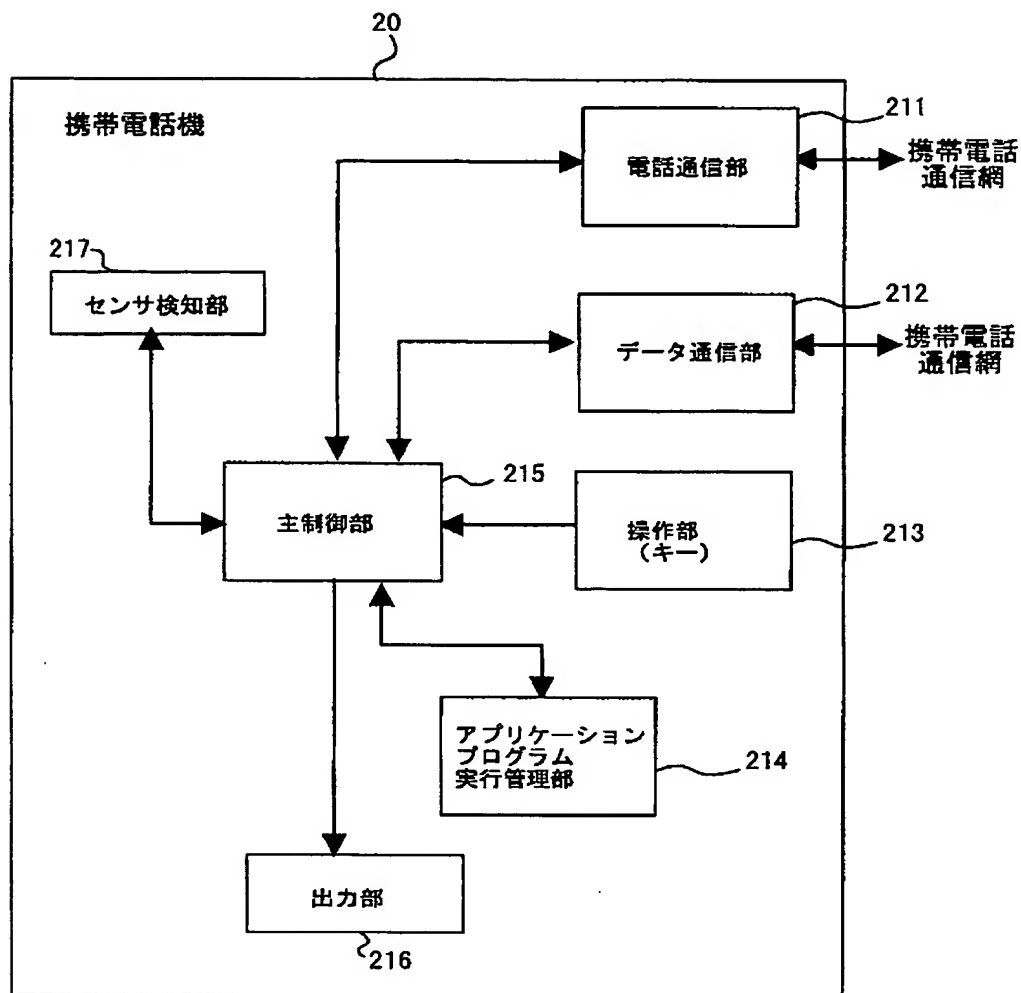 20
携帯電話機
211
電話通信部
携帯電話
通信網
217
センサ検知部
212
データ通信部
携帯電話
通信網
215
主制御部
操作部
(キー)
213
アプリケーション
プログラム
実行管理部
214
出力部
216